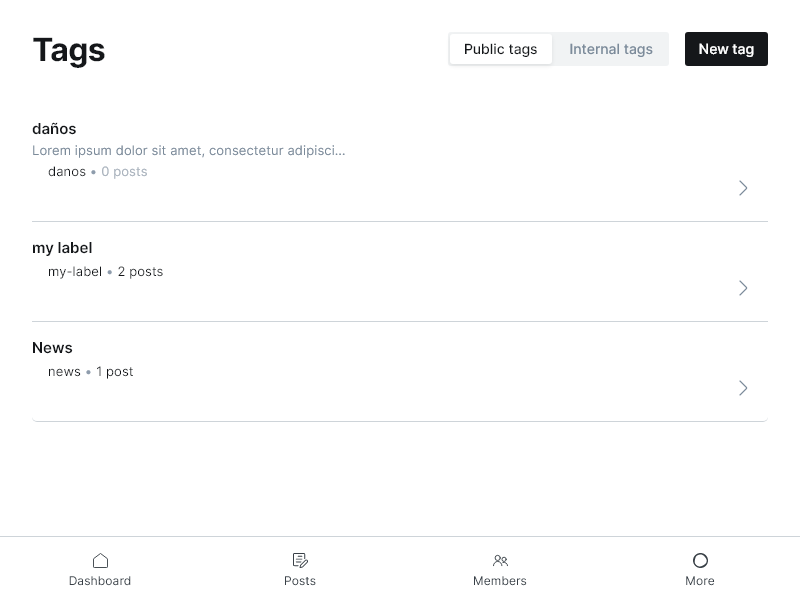 Tags
Public tags
Internal tags
New tag
daños
Lorem ipsum dolor sit amet, consectetur adipisci...
danos • 0 posts
my label
my-label • 2 posts
News
news • 1 post
Dashboard
Posts
Members
More